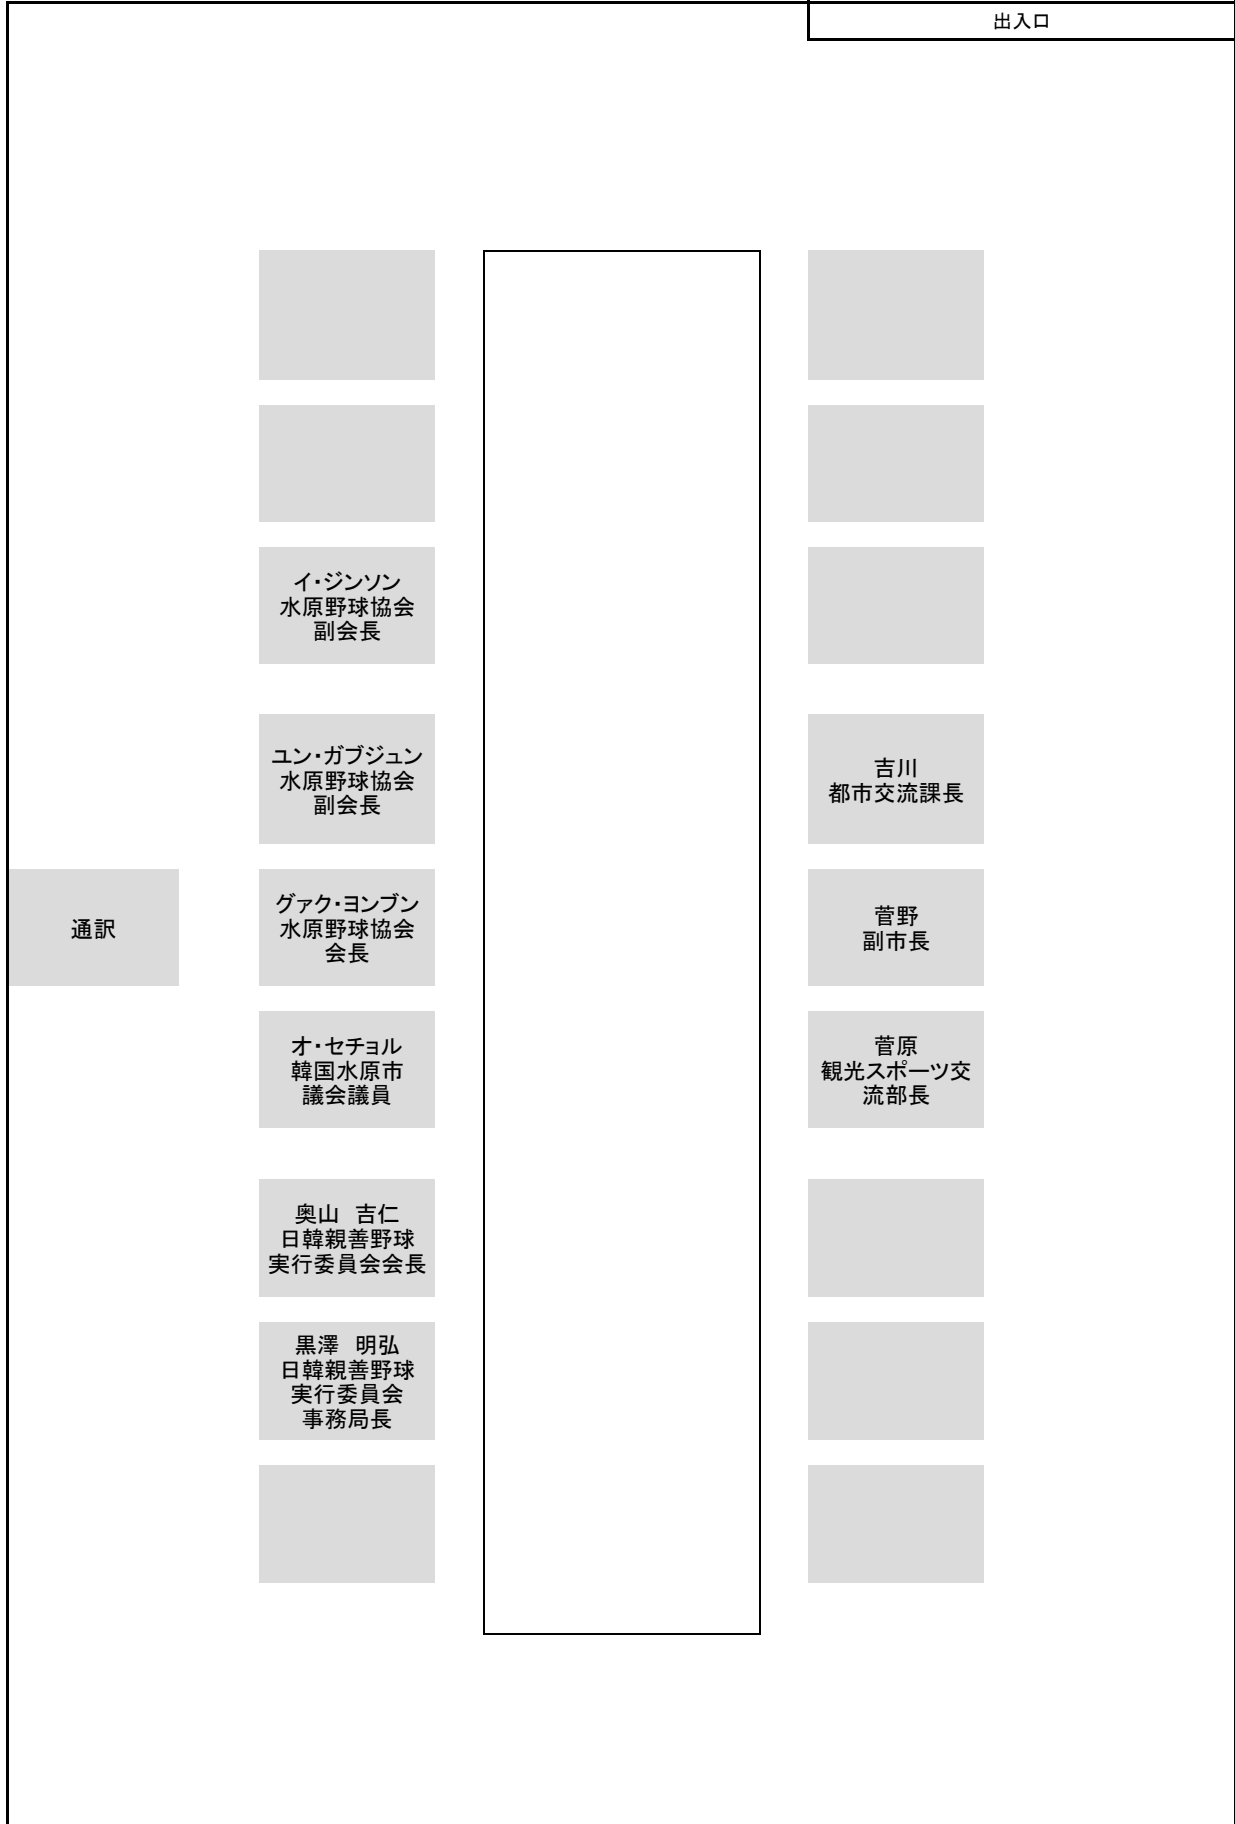 出入口
イ・ジンソン
水原野球協会
副会長
ユン・ガブジュン
水原野球協会
副会長
吉川
都市交流課長
通訳
グァク・ヨンブン
水原野球協会
会長
菅野
副市長
オ・セチョル
韓国水原市
議会議員
菅原
観光スポーツ交
流部長
奥山　吉仁
日韓親善野球
実行委員会会長
黒澤　明弘
日韓親善野球
実行委員会
事務局長